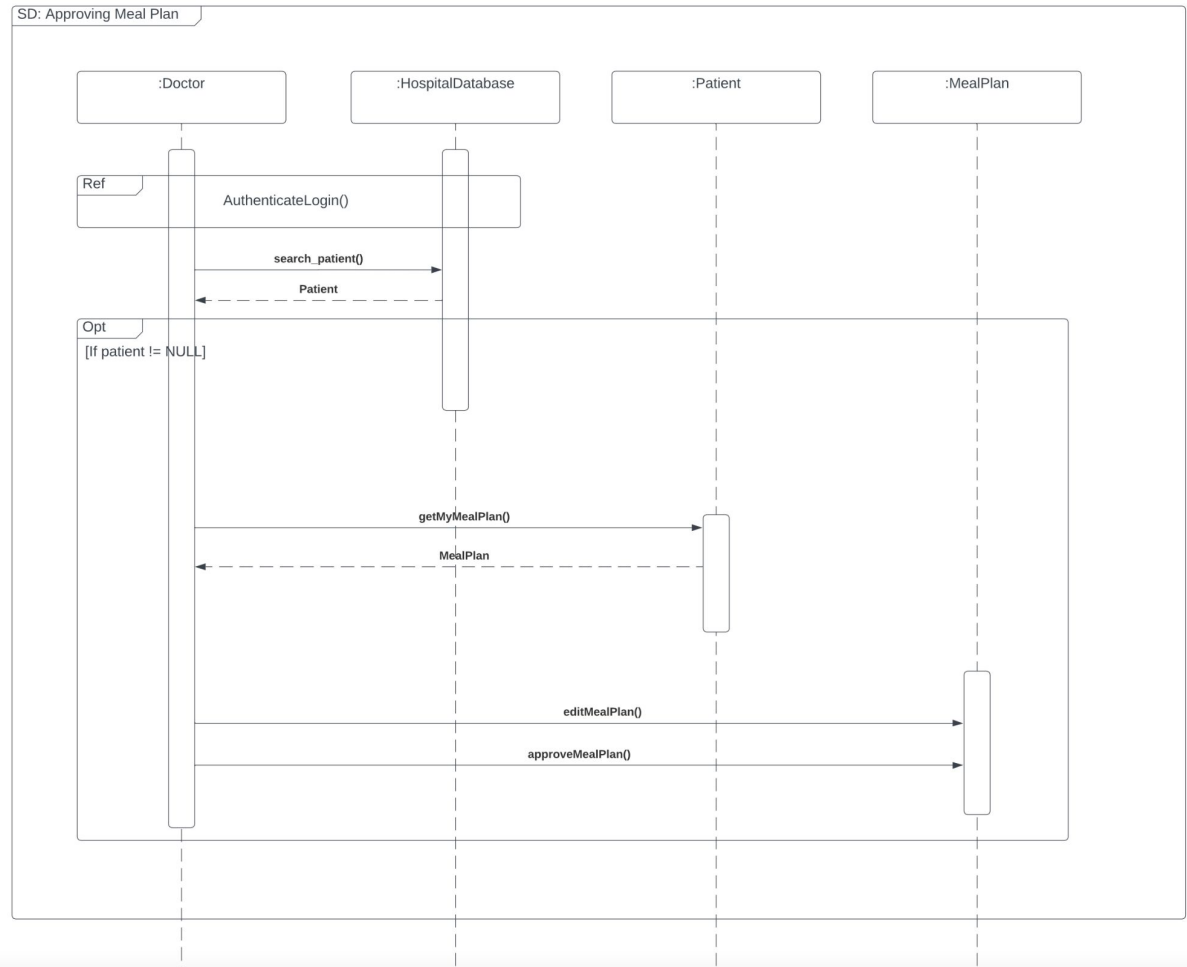 SD: Approving Meal Plan
:Doctor
:HospitalDatabase
:Patient
:MealPlan
Ref
AuthenticateLogin()
search_patient()
Patient
Opt
[If patient != NULL]
getMyMealPlan()
MealPlan
editMealPlan()
approveMealPlan()